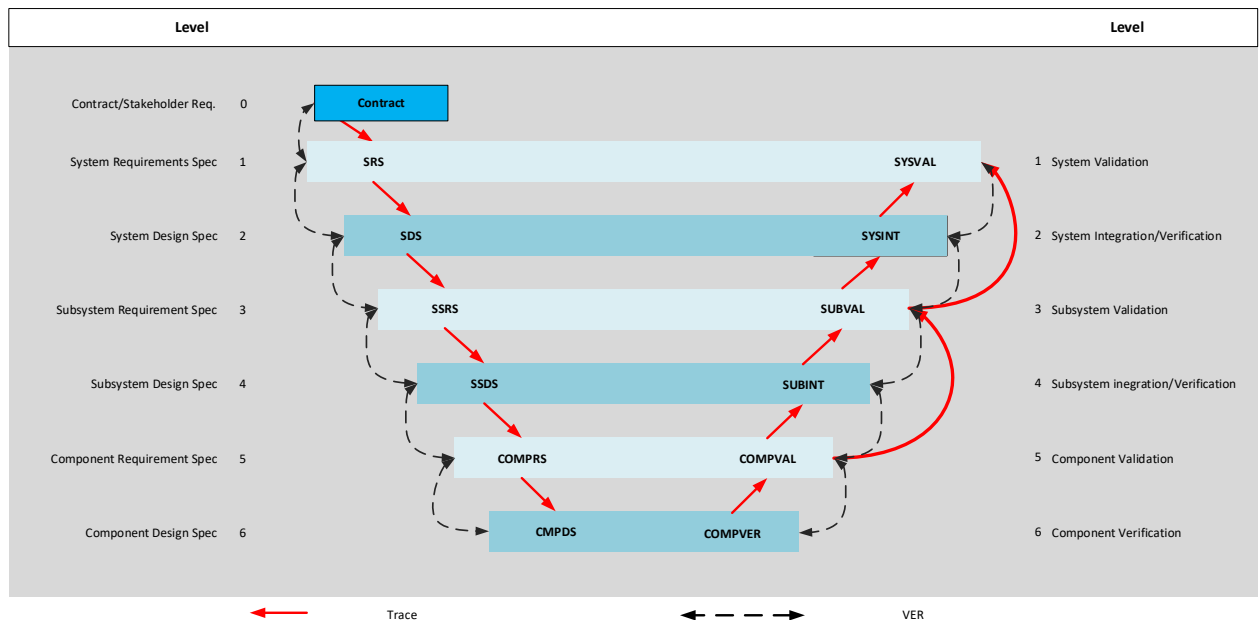 Level Level
Contract/Stakeholder Req. 0 Contract
System Requirements Spec 1 SRS SYSVAL 1 System Validation
System Design Spec 2 SDS SYSINT 2 System Integration/Verification
Subsystem Requirement Spec 3 SSRS SUBVAL 3 Subsystem Validation
Subsystem Design Spec 4 SSDS SUBINT 4 Subsystem inegration/Verification
Component Requirement Spec 5 COMPRS COMPVAL 5 Component Validation
Component Design Spec 6 CMPDS COMPVER 6 Component Verification
Trace VER